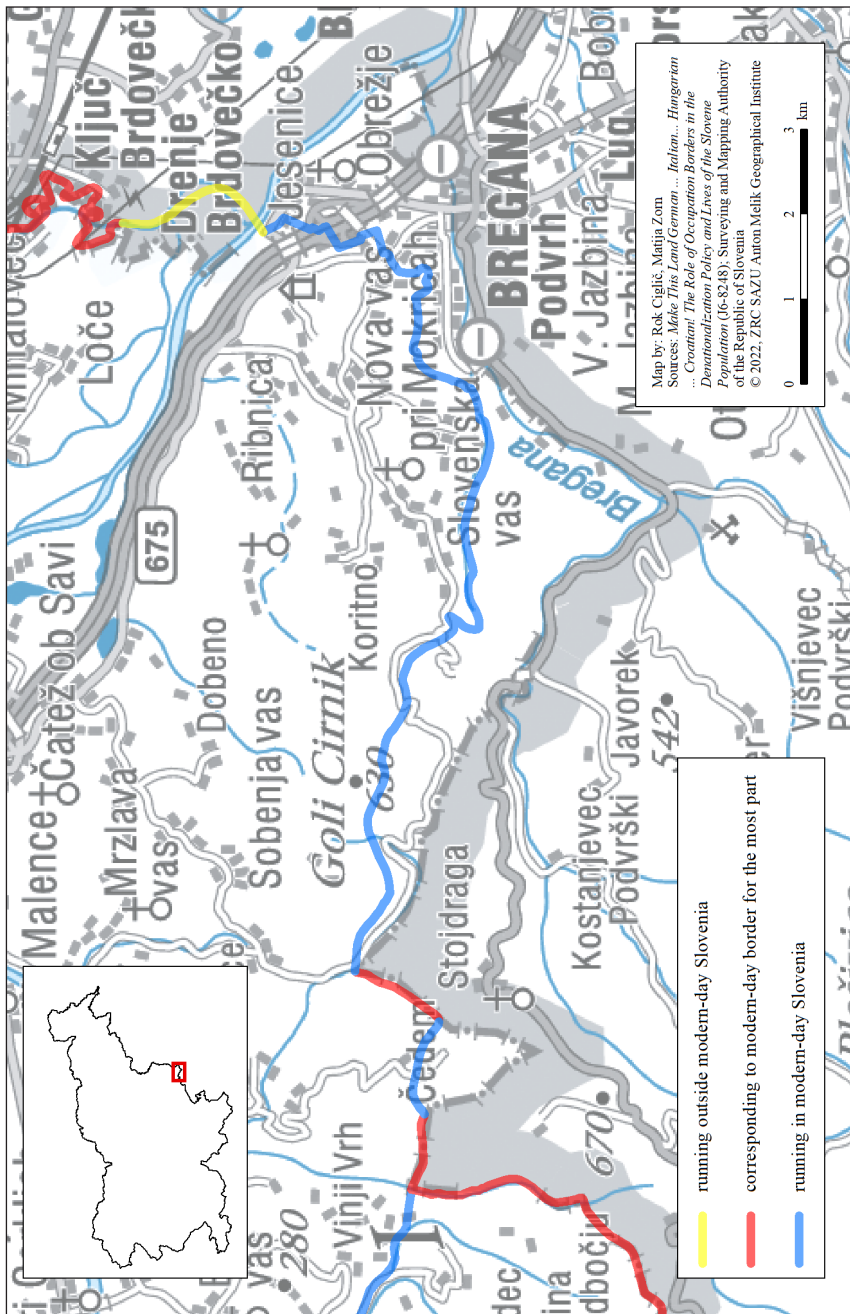 Malence
Čatež ob Savi
Loče
Ključ
Brdovečk
Mrzlava
vas
675
Drenje
Brdovečko
Dobeno
Ribnica
Sobenja vas
Jesenice
vas
280
Goli Cirnik
630
Vinji Vrh
Koritno
Nova vas
pri Mokricah
Obrežje
Čedem
Stojdraga
Slovenska
vas
BREGANA
Podvrh
Bregana
V. Jazbina
Lug
Kostanjevec
Podvrški
Javorek
542
670
Višnjevec
running outside modern-day Slovenia
corresponding to modern-day border for the most part
running in modern-day Slovenia
Map by: Rok Ciglič, Matija Zorn
Sources: Make This Land German ... Italian... Hungarian
... Croatian! The Role of Occupation Borders in the
Denationalization Policy and Lives of the Slovene
Population (J6-8248); Surveying and Mapping Authority
of the Republic of Slovenia
© 2022, ZRC SAZU Anton Melik Geographical Institute
0 1 2 3
km